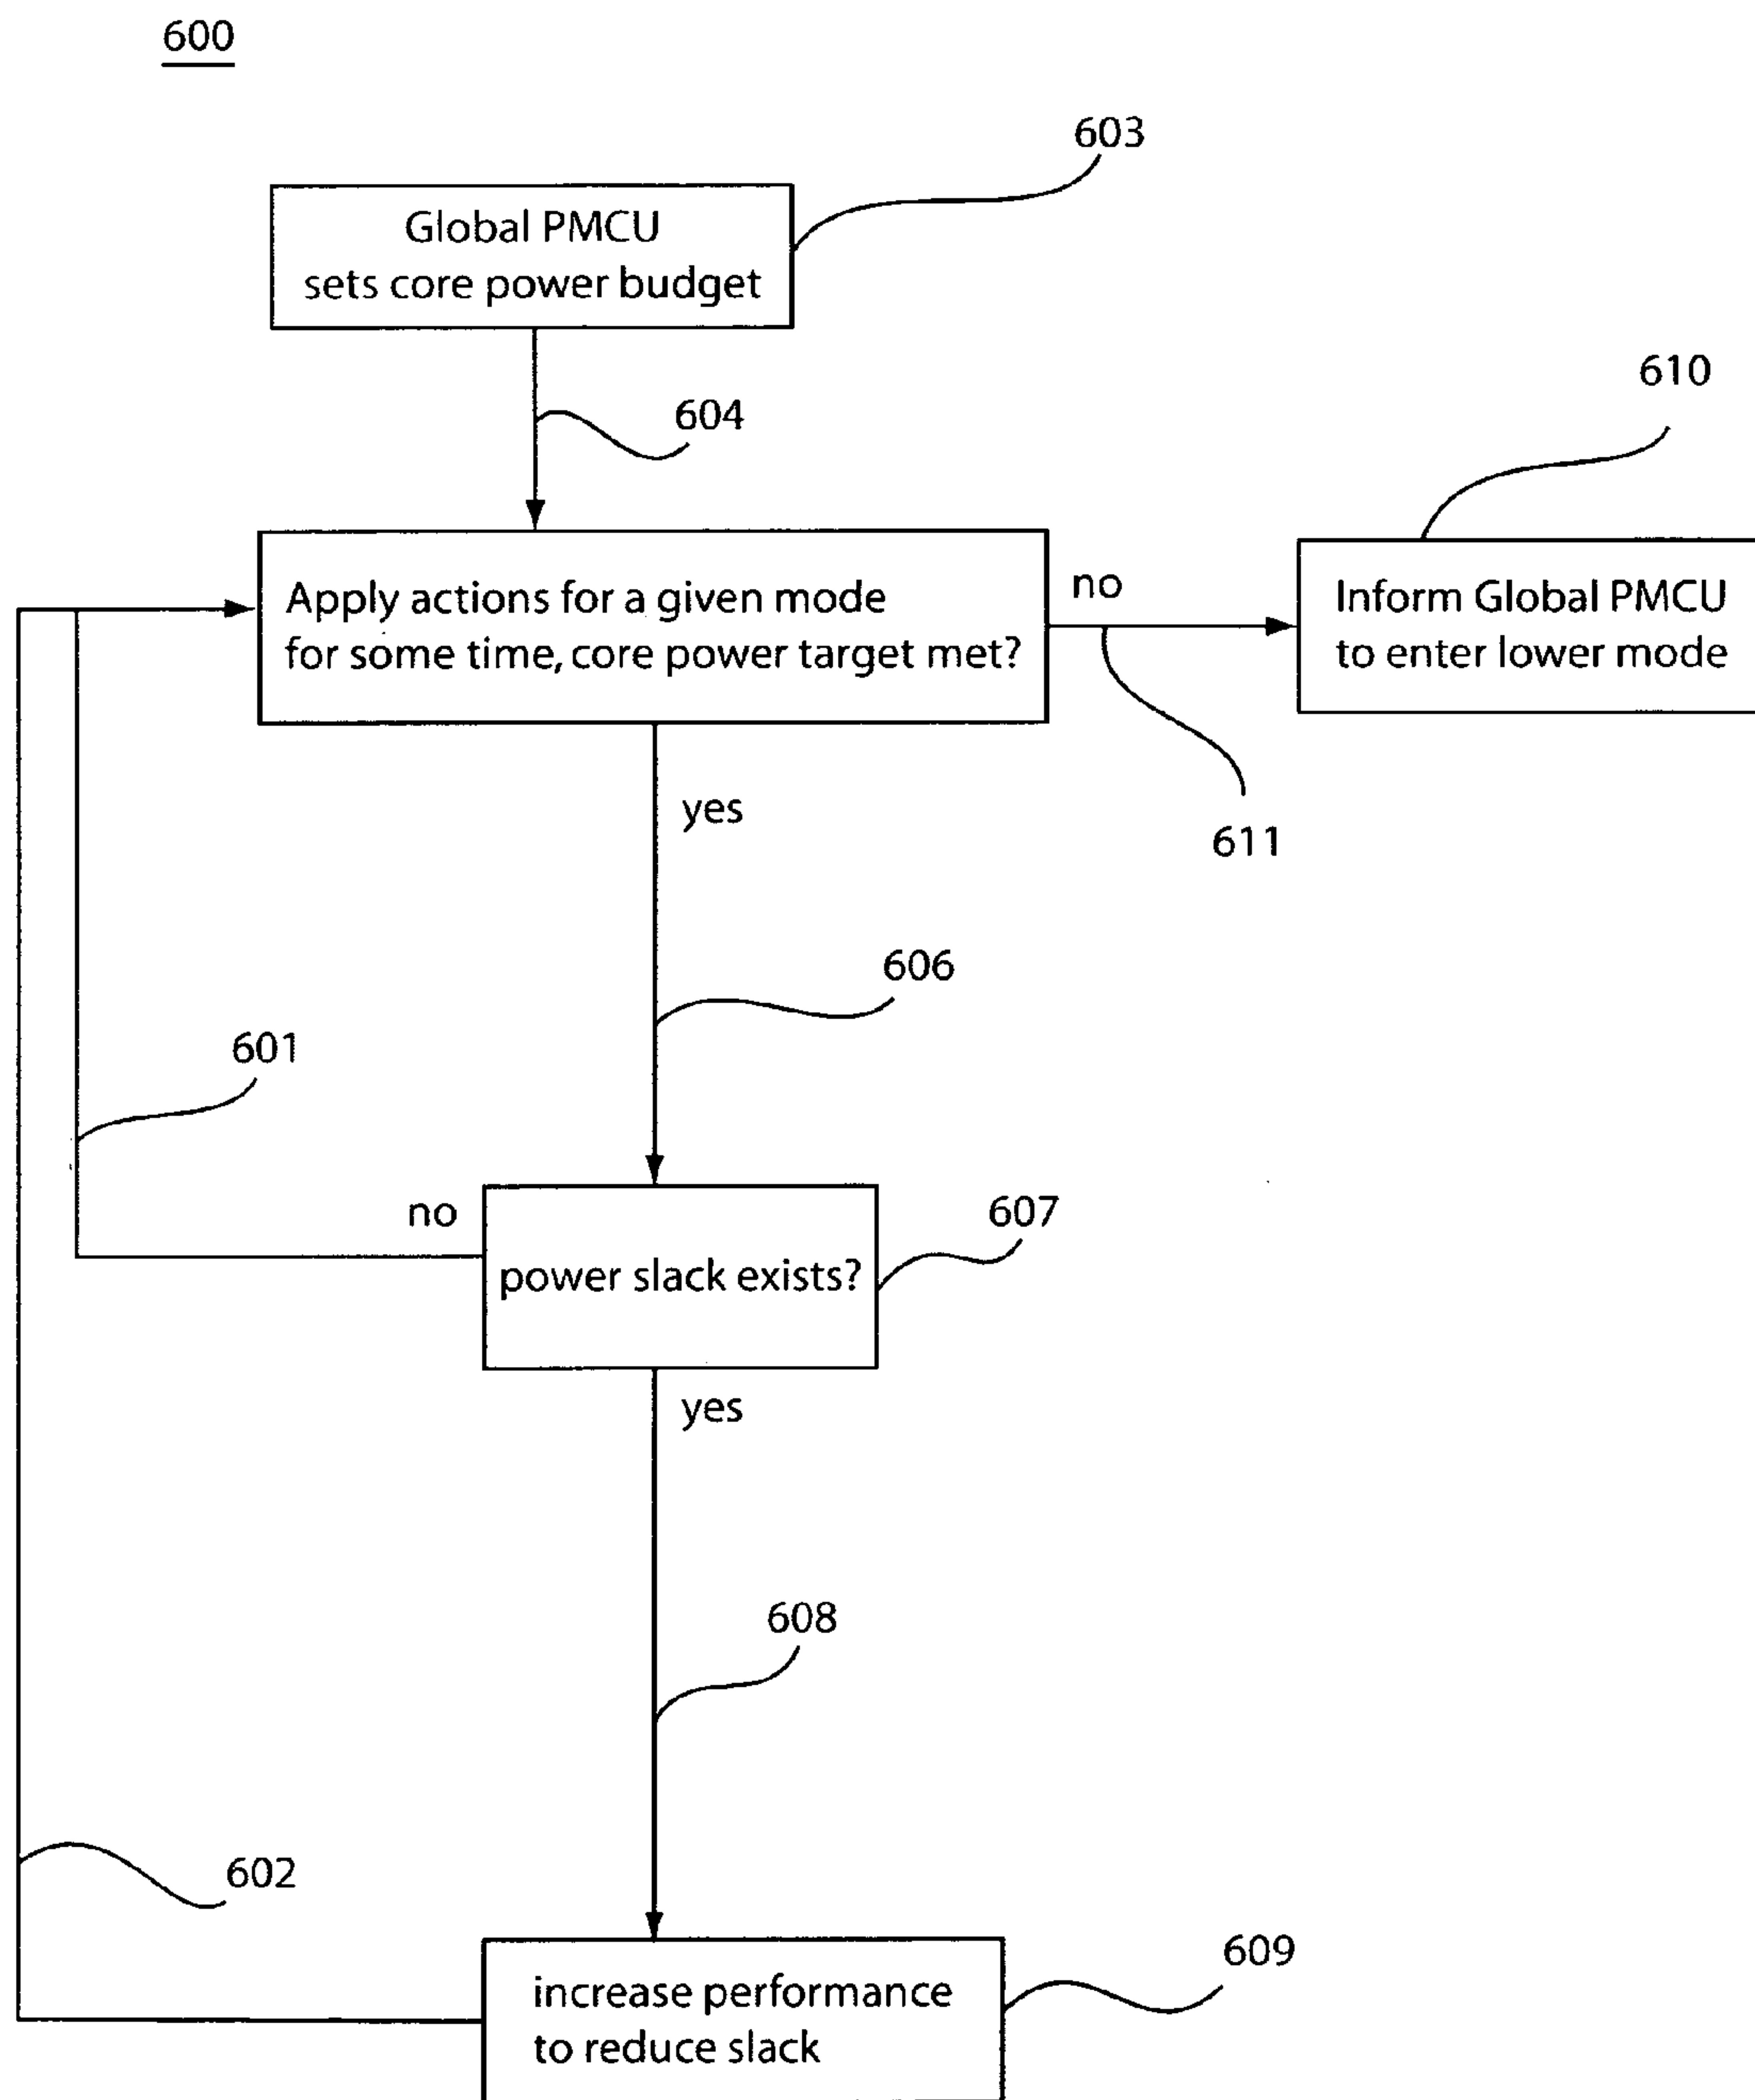 600
603
Global PMCU
sets core power budget
604
610
Apply actions for a given mode
for some time, core power target met?
no
Inform Global PMCU
to enter lower mode
611
yes
606
601
no
607
power slack exists?
yes
608
602
609
increase performance
to reduce slack